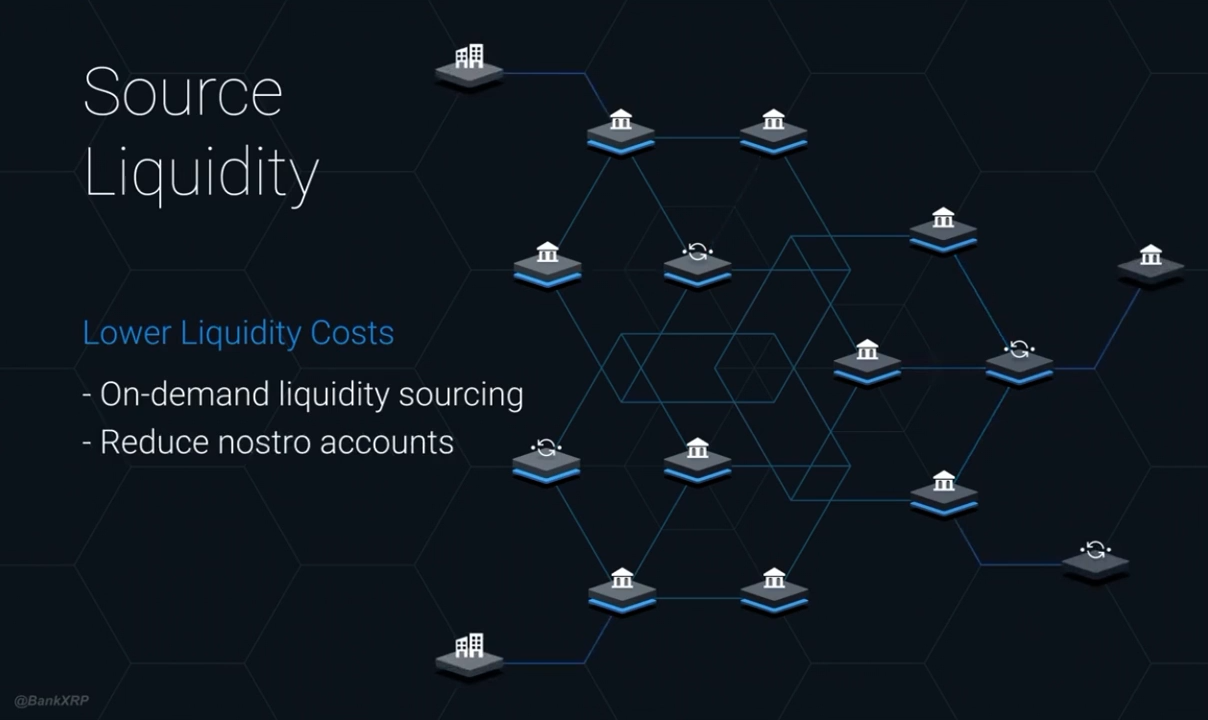 Source
Liquidity
Lower Liquidity Costs
- On-demand liquidity sourcing
- Reduce nostro accounts
@BankXRP